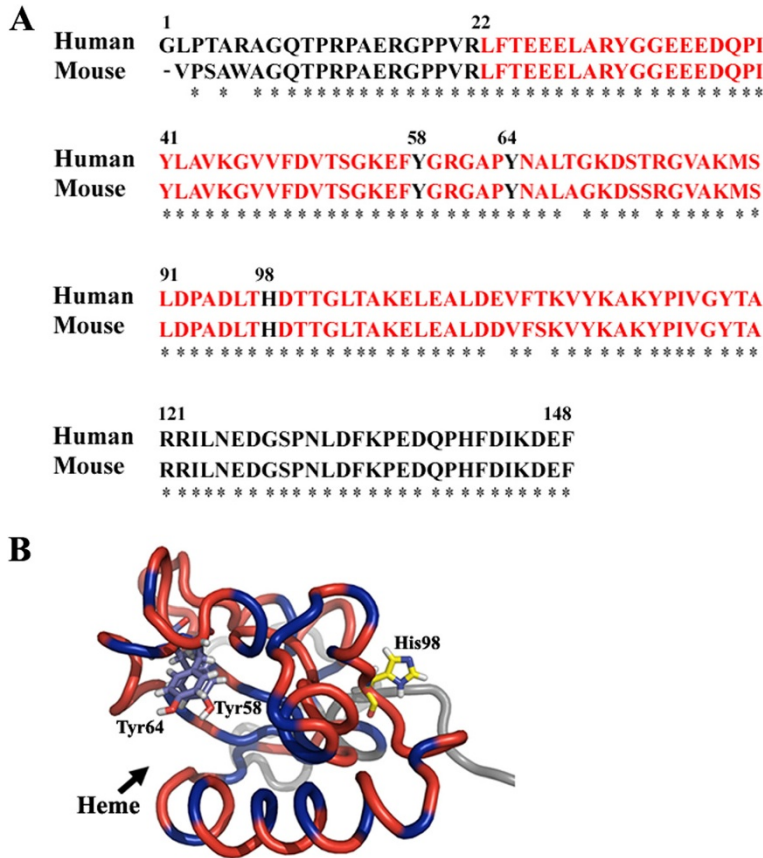 A
1 22
Human GLPTARAGQTPRPAERGPPVRLFTEEELARYGGEEEDQPI
Mouse -VPSAWAGQTPRPAERGPPVRLFTEEELARYGGEEEDQPI
* * **********************************
41 58 64
Human YLAVKGVVFDVTSGKEFYGRGAPYNALTGKDSTRGVAKMS
Mouse YLAVKGVVFDVTSGKEFYGRGAPYNALAGKDSSRGVAKMS
*************************** **** *******
91 98
Human LDPADLTHDTTGLTAKELEALDEVFTKVYKAKYPIVGYTA
Mouse LDPADLTHDTTGLTAKELEALDDVFSKVYKAKYPIVGYTA
********************** ** **************
121 148
Human RRILNEDGSPNLDFKPEDQPHFDIKDEF
Mouse RRILNEDGSPNLDFKPEDQPHFDIKDEF
****************************
B
His98
Tyr64 Tyr58
Heme